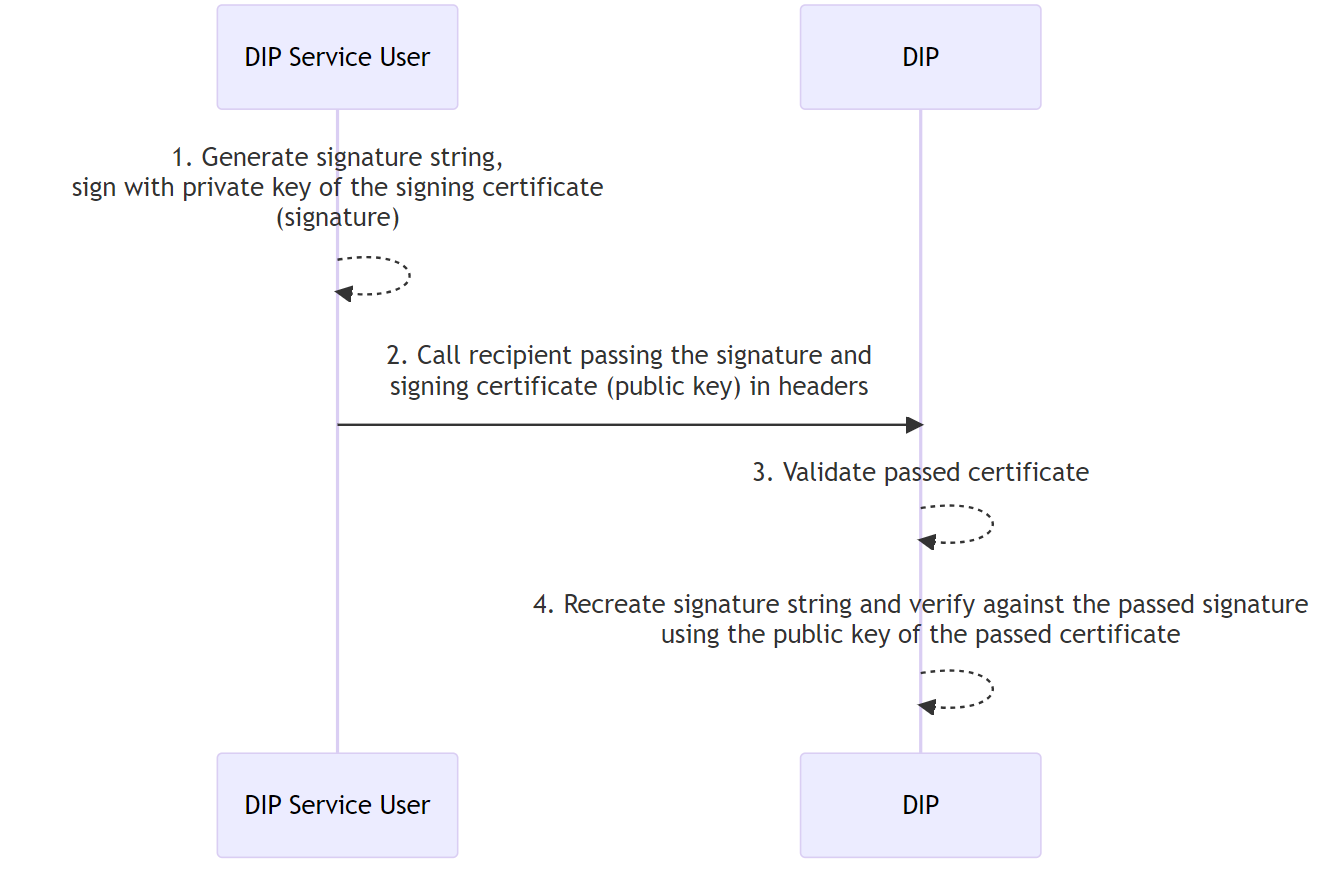 DIP Service User
DIP
1. Generate signature string,
sign with private key of the signing certificate
(signature)
2. Call recipient passing the signature and
signing certificate (public key) in headers
3. Validate passed certificate
4. Recreate signature string and verify against the passed signature
using the public key of the passed certificate
DIP Service User
DIP